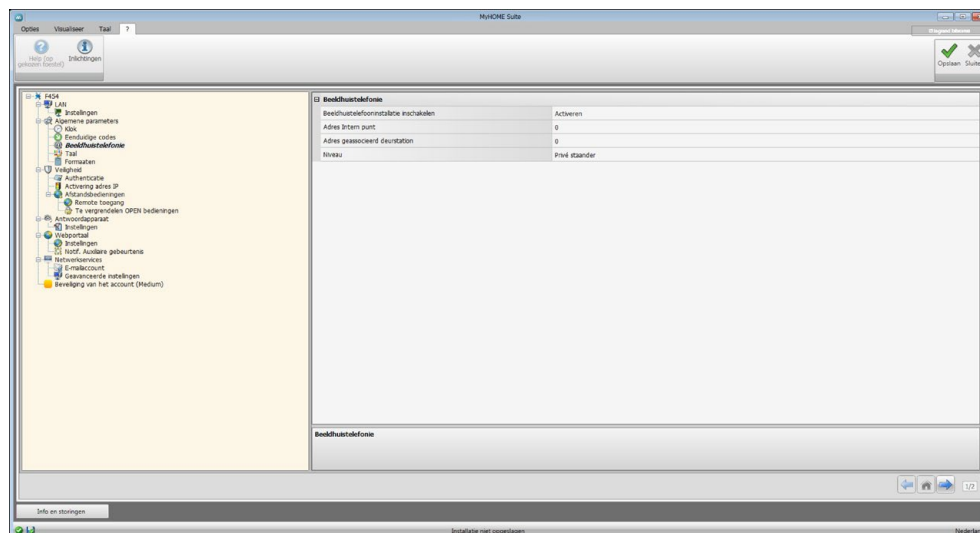 MyHOME Suite
Opties Visualiseer Taal ?
Help (op gekozen toestel)
Inlichtingen
Opslaan Sluite
F454
LAN
Instellingen
Algemene parameters
Klok
Eenduidige codes
Beeldhuistelefonie
Taal
Formaaten
Veiligheid
Authenticatie
Activering adres IP
Afstandsbedieningen
Remote toegang
Te vergrendelen OPEN bedieningen
Antwoordapparaat
Instellingen
Webportaal
Instellingen
Notif. Auxiliaire gebeurtenis
Netwerkservices
E-mailaccount
Geavanceerde instellingen
Beveiliging van het account (Medium)
Beeldhuistelefonie
Beeldhuistelefooninstallatie inschakelen Activeren
Adres Intern punt 0
Adres geassocieerd deurstation 0
Niveau Privé staander
Beeldhuistelefonie
1/2
Info en storingen
Installatie niet opgeslagen
Nederlan